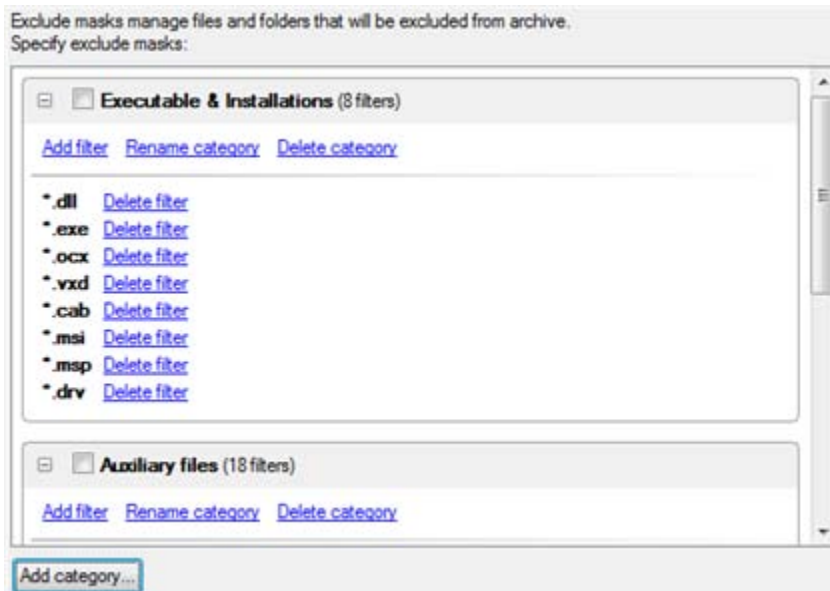 Exclude masks manage files and folders that will be excluded from archive.
Specify exclude masks:
Executable & Installations (8 filters)
Add filter Rename category Delete category
*.dll Delete filter
*.exe Delete filter
*.ocx Delete filter
*.vxd Delete filter
*.cab Delete filter
*.msi Delete filter
*.msp Delete filter
*.drv Delete filter
Auxiliary files (18 filters)
Add filter Rename category Delete category
Add category...